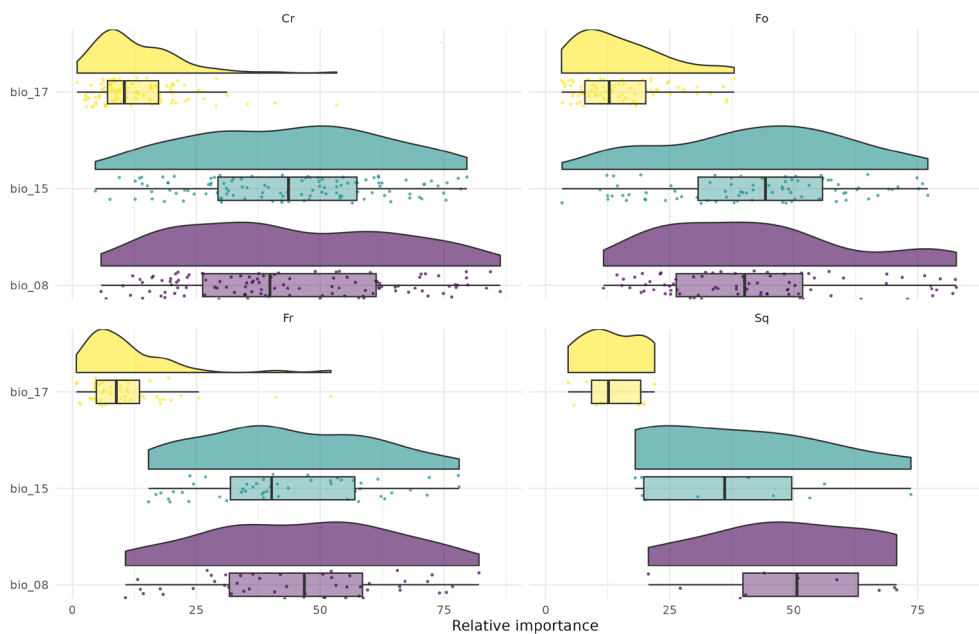 Cr
Fo
bio_17
bio_15
bio_08
Fr
Sq
bio_17
bio_15
bio_08
0 25 50 75 0 25 50 75
Relative importance